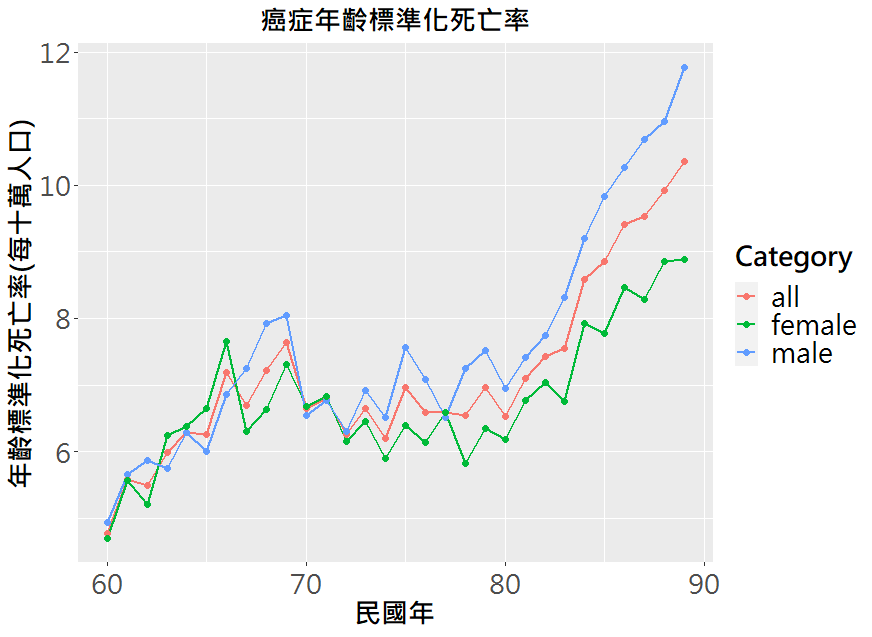 癌症年齡標準化死亡率
年齡標準化死亡率(每十萬人口)
12
10
8
6
60 70 80 90
民國年
Category
all
female
male